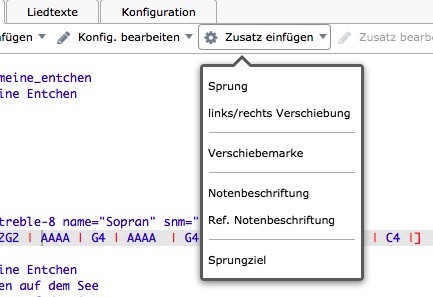 Liedtexte Konfiguration
nfügen Konfig. bearbeiten Zusatz einfügen Zusatz bearbe
meine_entchen
ine Entchen
treble-8 name="Sopran" snm="
2G2 | AAAA | G4 | AAAA | G4 | C4 |]
ine Entchen
en auf dem See
Sprung
links/rechts Verschiebung
Verschiebemarke
Notenbeschriftung
Ref. Notenbeschriftung
Sprungziel